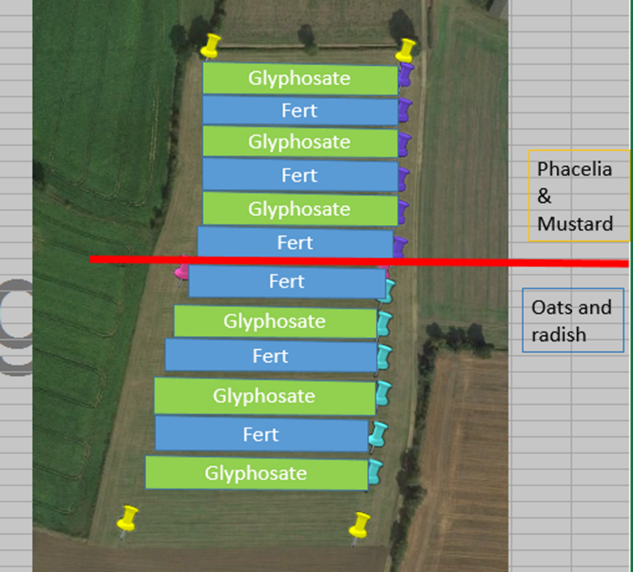 Glyphosate
Fert
Glyphosate
Fert
Glyphosate
Fert
Phacelia
&
Mustard
Fert
Glyphosate
Fert
Glyphosate
Fert
Glyphosate
Oats and
radish
g